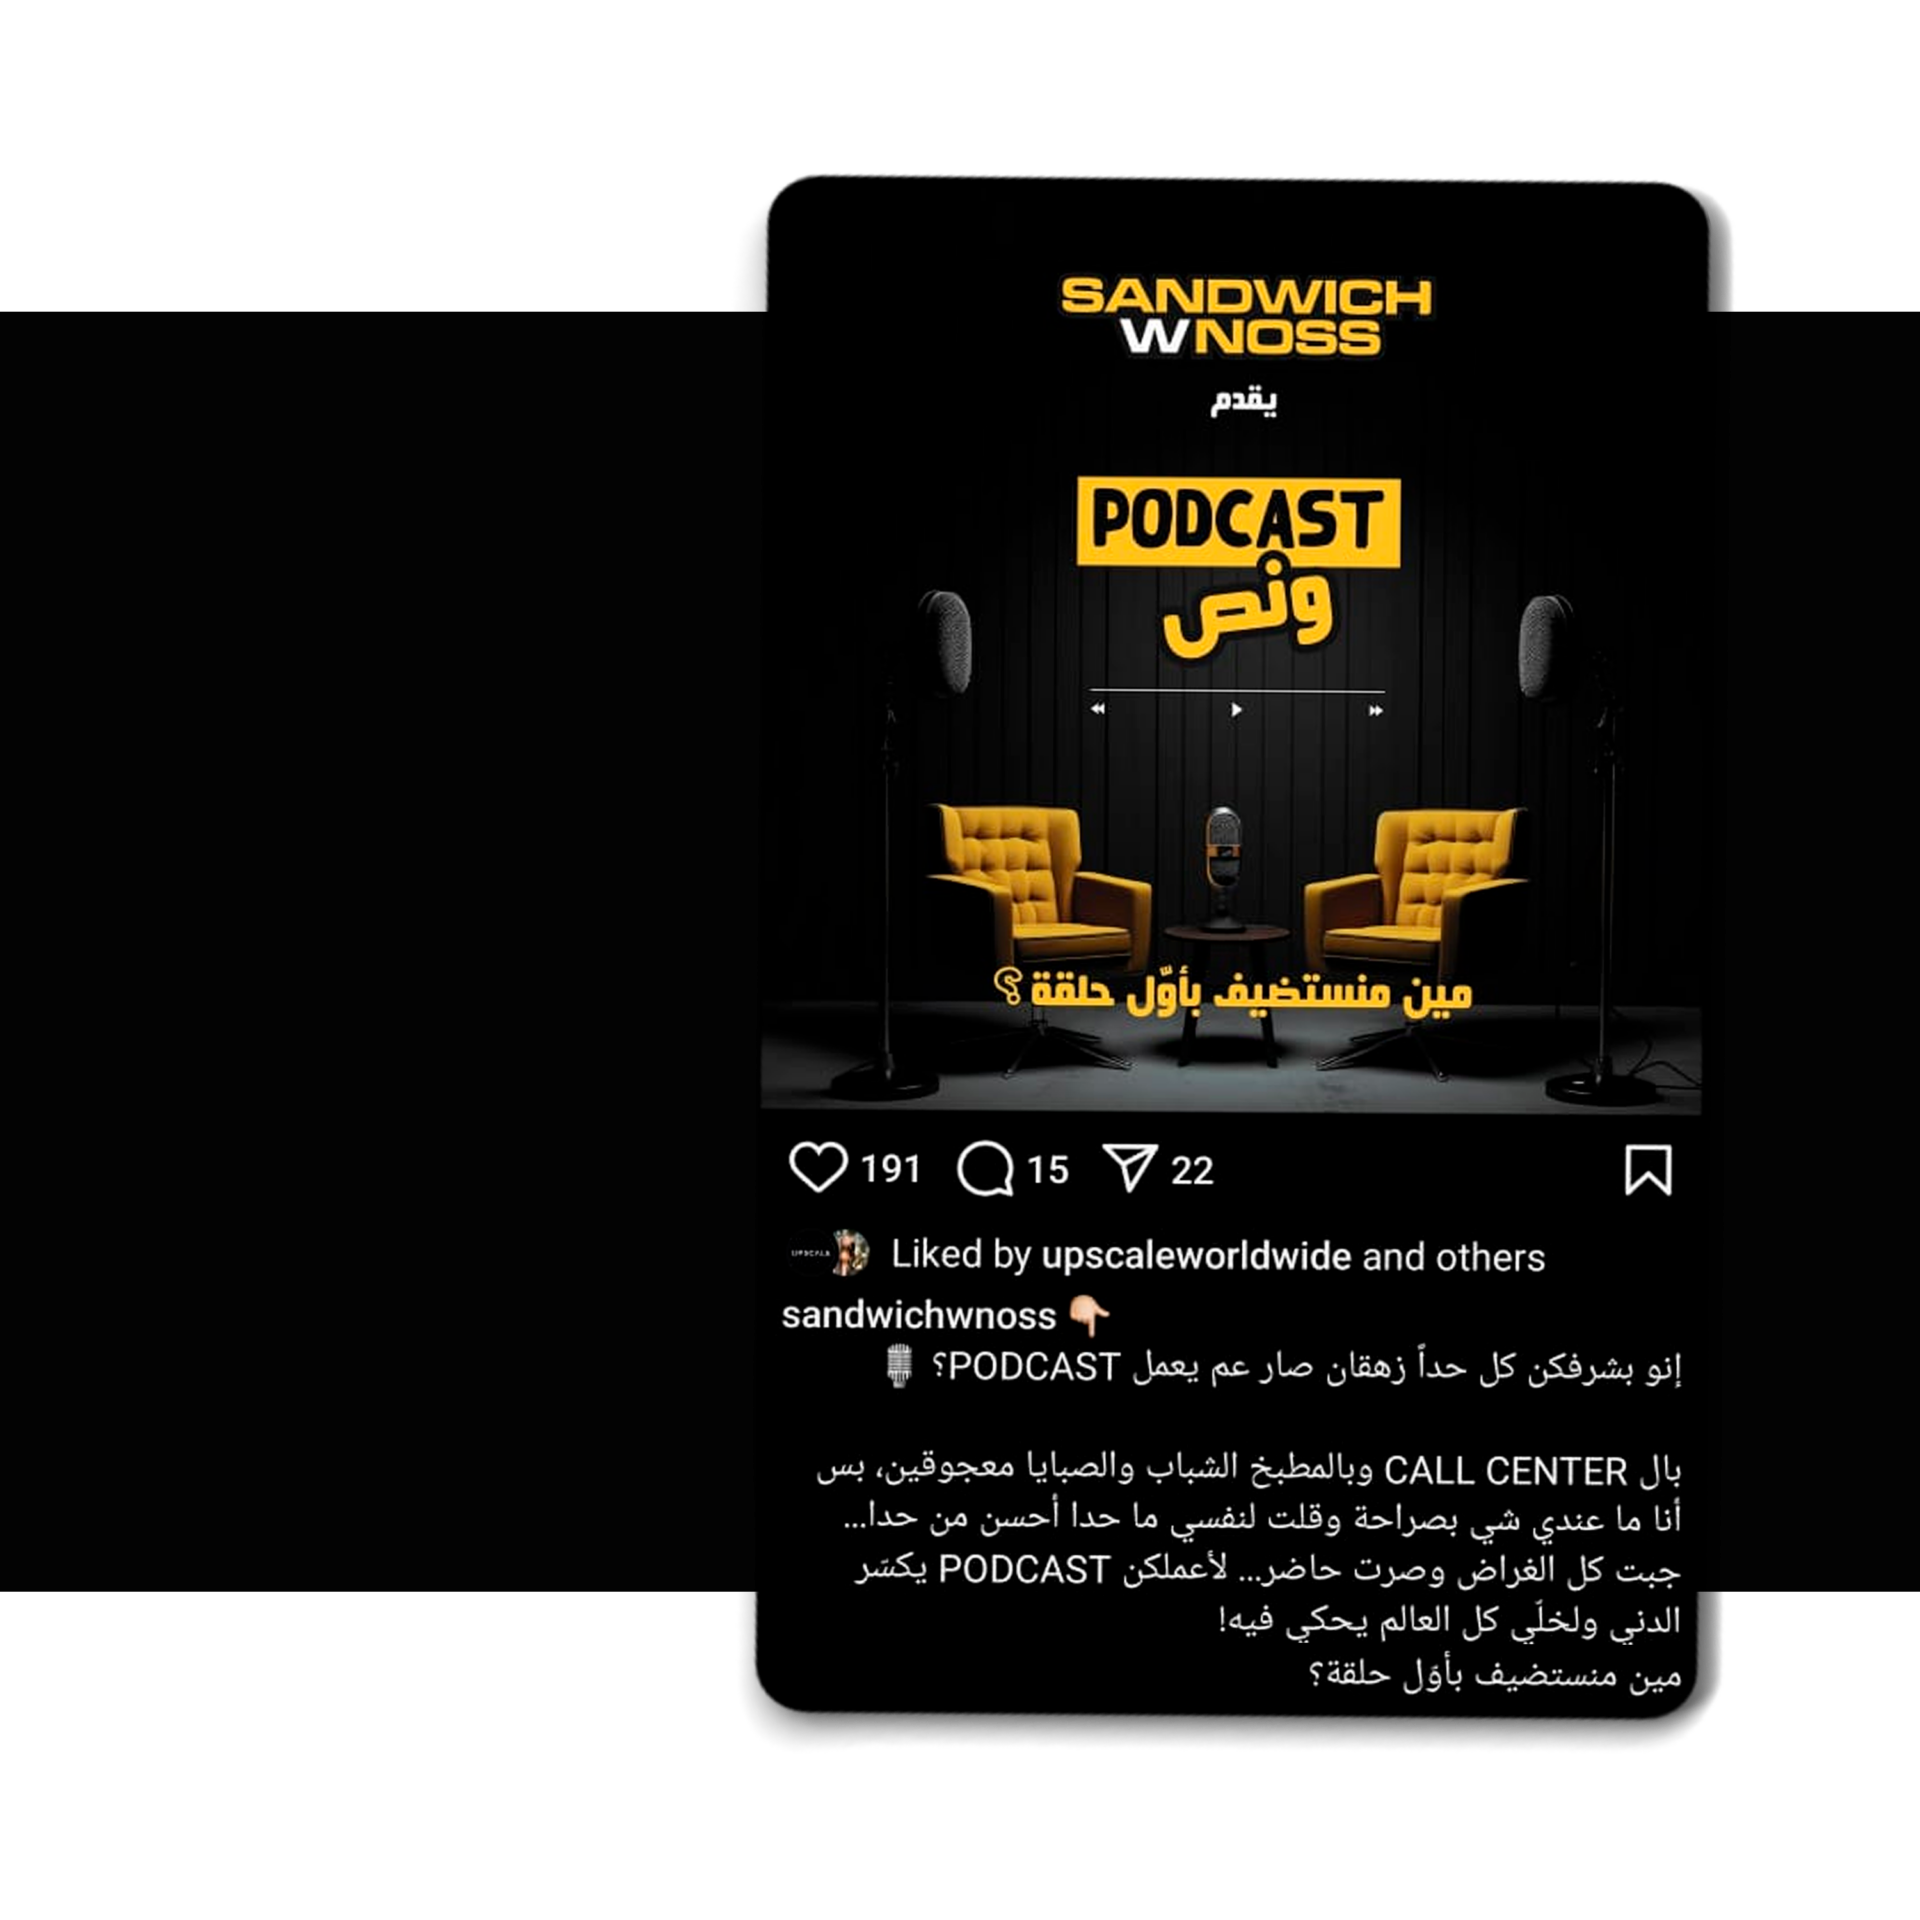 SANDWICH
WNOSS
يقدم
PODCAST
ونص
مين منستضيف بأوّل حلقة؟
191 15 22
UPSCALE
Liked by upscaleworldwide and others
sandwichwnoss 👇🏻
إنو بشرفكن كل حداً زهقان صار عم يعمل PODCAST؟ 🎙️
بال CALL CENTER وبالمطبخ الشباب والصبايا معجوقين، بس
أنا ما عندي شي بصراحة وقلت لنفسي ما حدا أحسن من حدا...
جبت كل الغراض وصرت حاضر... لأعملكن PODCAST يكسّر
الدني ولخلّي كل العالم يحكي فيه!
مين منستضيف بأوّل حلقة؟